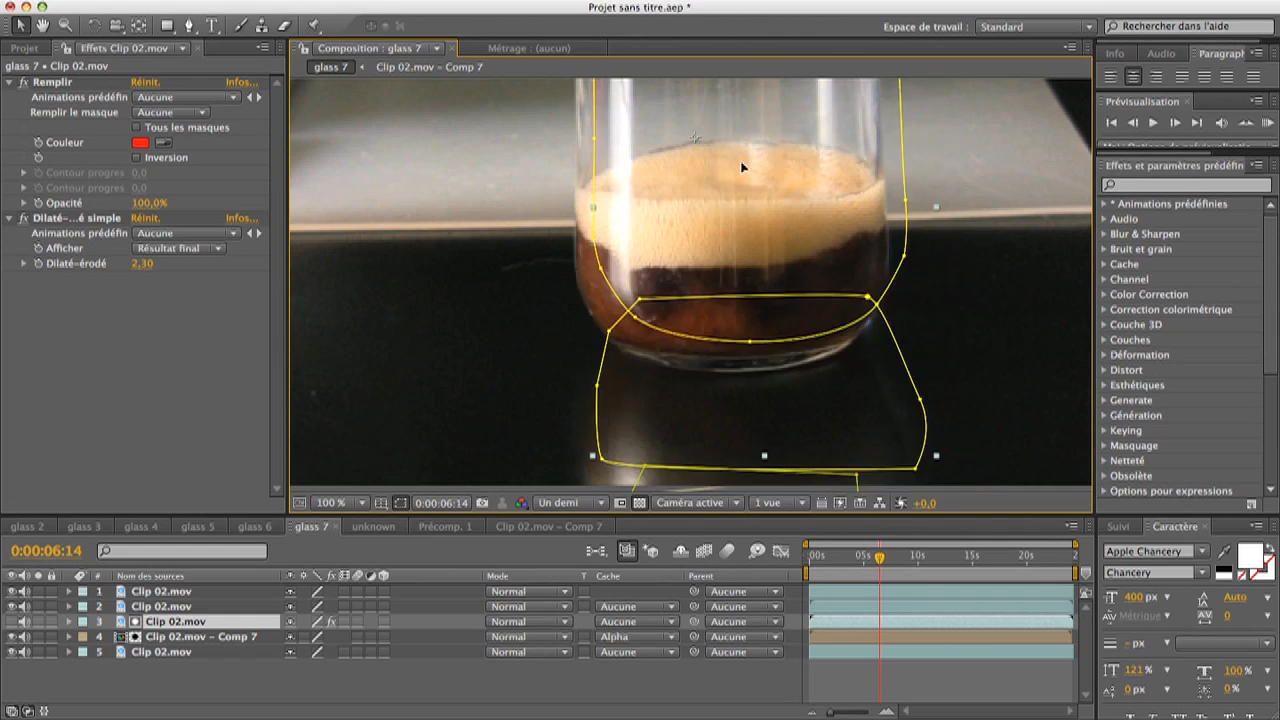 Projet sans titre.aep *
Espace de travail : Standard Rechercher dans l'aide
Projet Effets Clip 02.mov Composition : glass 7 Métrage : (aucun) Info Audio Paragraph
glass 7 • Clip 02.mov glass 7 Clip 02.mov – Comp 7
fx Remplir Réinit. Infos...
Animations prédéfin Aucune
Remplir le masque Aucune
Tous les masques
Couleur
Inversion
Contour progres 0,0
Contour progres 0,0
Opacité 100,0%
fx Dilaté-...é simple Réinit. Infos...
Animations prédéfin Aucune
Afficher Résultat final
Dilaté-érodé 2,30
Prévisualisation
Effets et paramètres prédéfin
* Animations prédéfinies
Audio
Blur & Sharpen
Bruit et grain
Cache
Channel
Color Correction
Correction colorimétrique
Couche 3D
Couches
Déformation
Distort
Esthétiques
Generate
Génération
Keying
Masquage
Netteté
Obsolète
Options pour expressions
100 % 0:00:06:14 Un demi Caméra active 1 vue +0,0
glass 2 glass 3 glass 4 glass 5 glass 6 glass 7 unknown Précomp. 1 Clip 02.mov – Comp 7
0:00:06:14
:00s 05s 10s 15s 20s 2
# Nom des sources fx Mode T Cache Parent
1 Clip 02.mov Normal Aucune
2 Clip 02.mov Normal Aucune Aucune
3 Clip 02.mov fx Normal Aucune Aucune
4 Clip 02.mov – Comp 7 Normal Alpha Aucune
5 Clip 02.mov Normal Aucune Aucune
Suivi Caractère
Apple Chancery
Chancery
400 px Auto
Métrique 0
– px
121 % 100 %
0 px 0 %